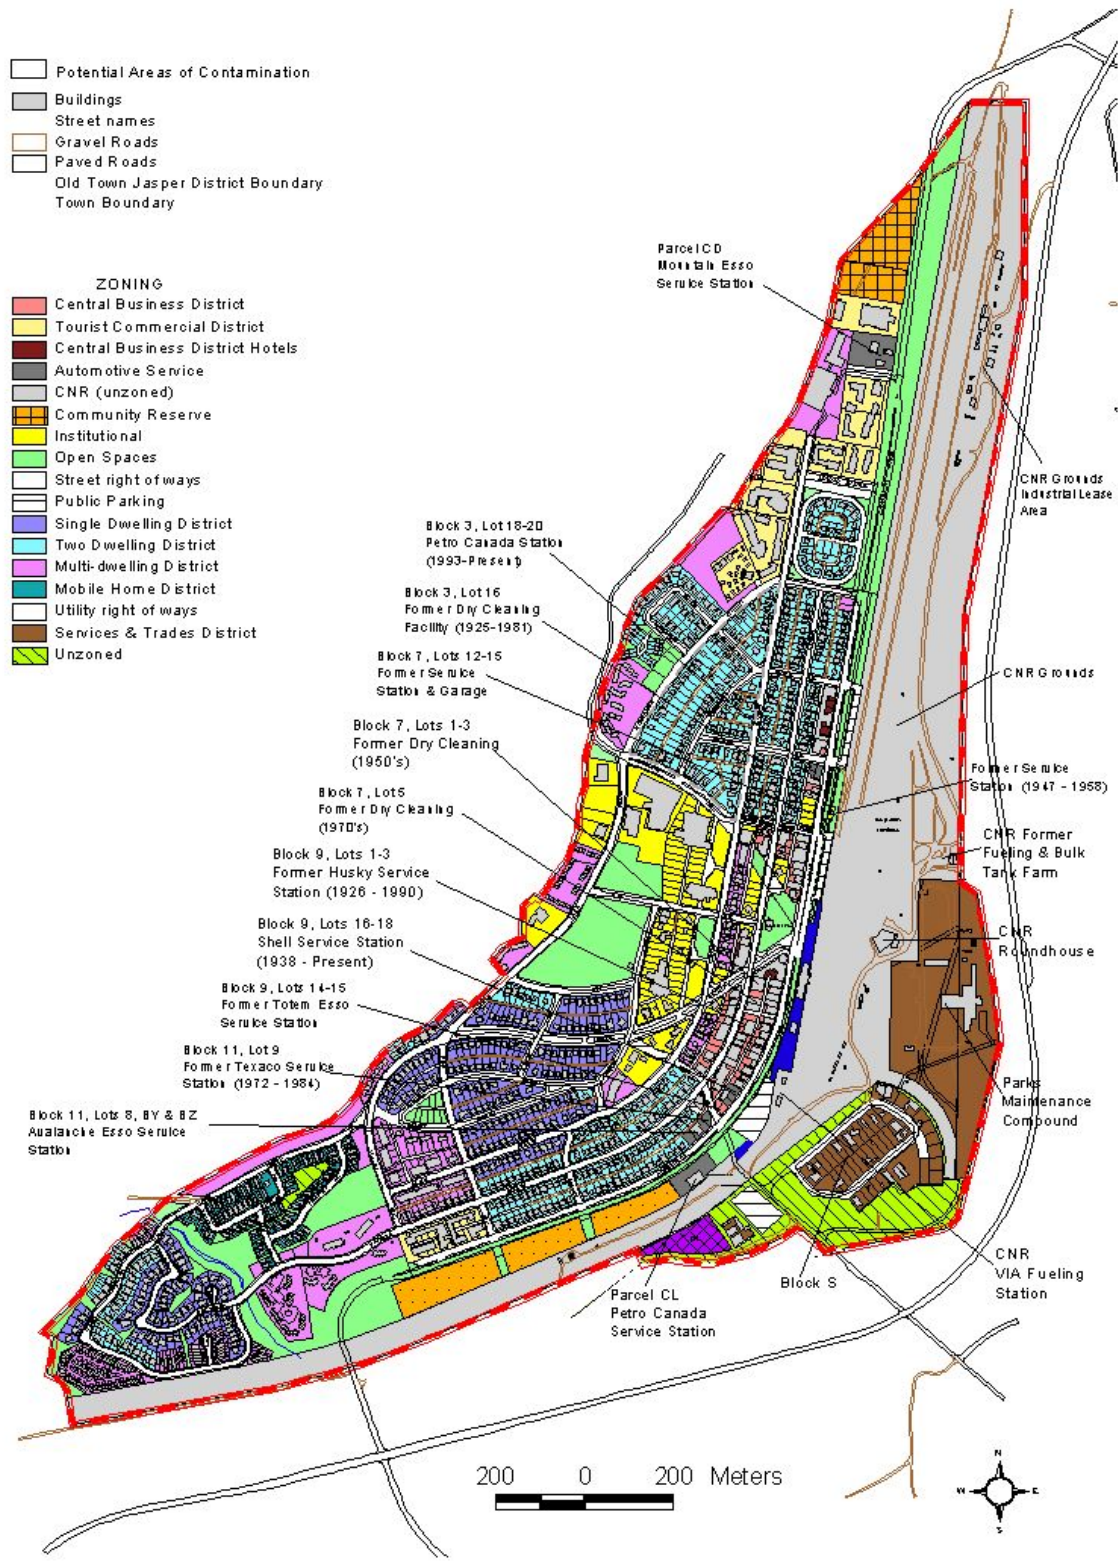 Potential Areas of Contamination
Buildings
Street names
Gravel Roads
Paved Roads
Old Town Jasper District Boundary
Town Boundary
ZONING
Central Business District
Tourist Commercial District
Central Business District Hotels
Automotive Service
CNR (unzoned)
Community Reserve
Institutional
Open Spaces
Street right of ways
Public Parking
Single Dwelling District
Two Dwelling District
Multi-dwelling District
Mobile Home District
Utility right of ways
Services & Trades District
Unzoned
Parcel CD
Mountain Esso
Service Station
CNR Grounds
Industrial Lease
Area
Block 3, Lot 18-20
Petro Canada Station
(1993-Present)
Block 3, Lot 16
Former Dry Cleaning
Facility (1925-1981)
Block 7, Lots 12-15
Former Service
Station & Garage
Block 7, Lots 1-3
Former Dry Cleaning
(1950's)
Block 7, Lot 5
Former Dry Cleaning
(1970's)
Block 9, Lots 1-3
Former Husky Service
Station (1926 - 1990)
Block 9, Lots 16-18
Shell Service Station
(1938 - Present)
Block 9, Lots 14-15
Former Totem Esso
Service Station
Block 11, Lot 9
Former Texaco Service
Station (1972 - 1984)
Block 11, Lots 8, BY & BZ
Avalanche Esso Service
Station
CNR Grounds
Former Service
Station (1947 - 1958)
CNR Former
Fueling & Bulk
Tank Farm
CNR
Roundhouse
Parks
Maintenance
Compound
CNR
VIA Fueling
Station
Block S
Parcel CL
Petro Canada
Service Station
200 0 200 Meters
N
W E
S